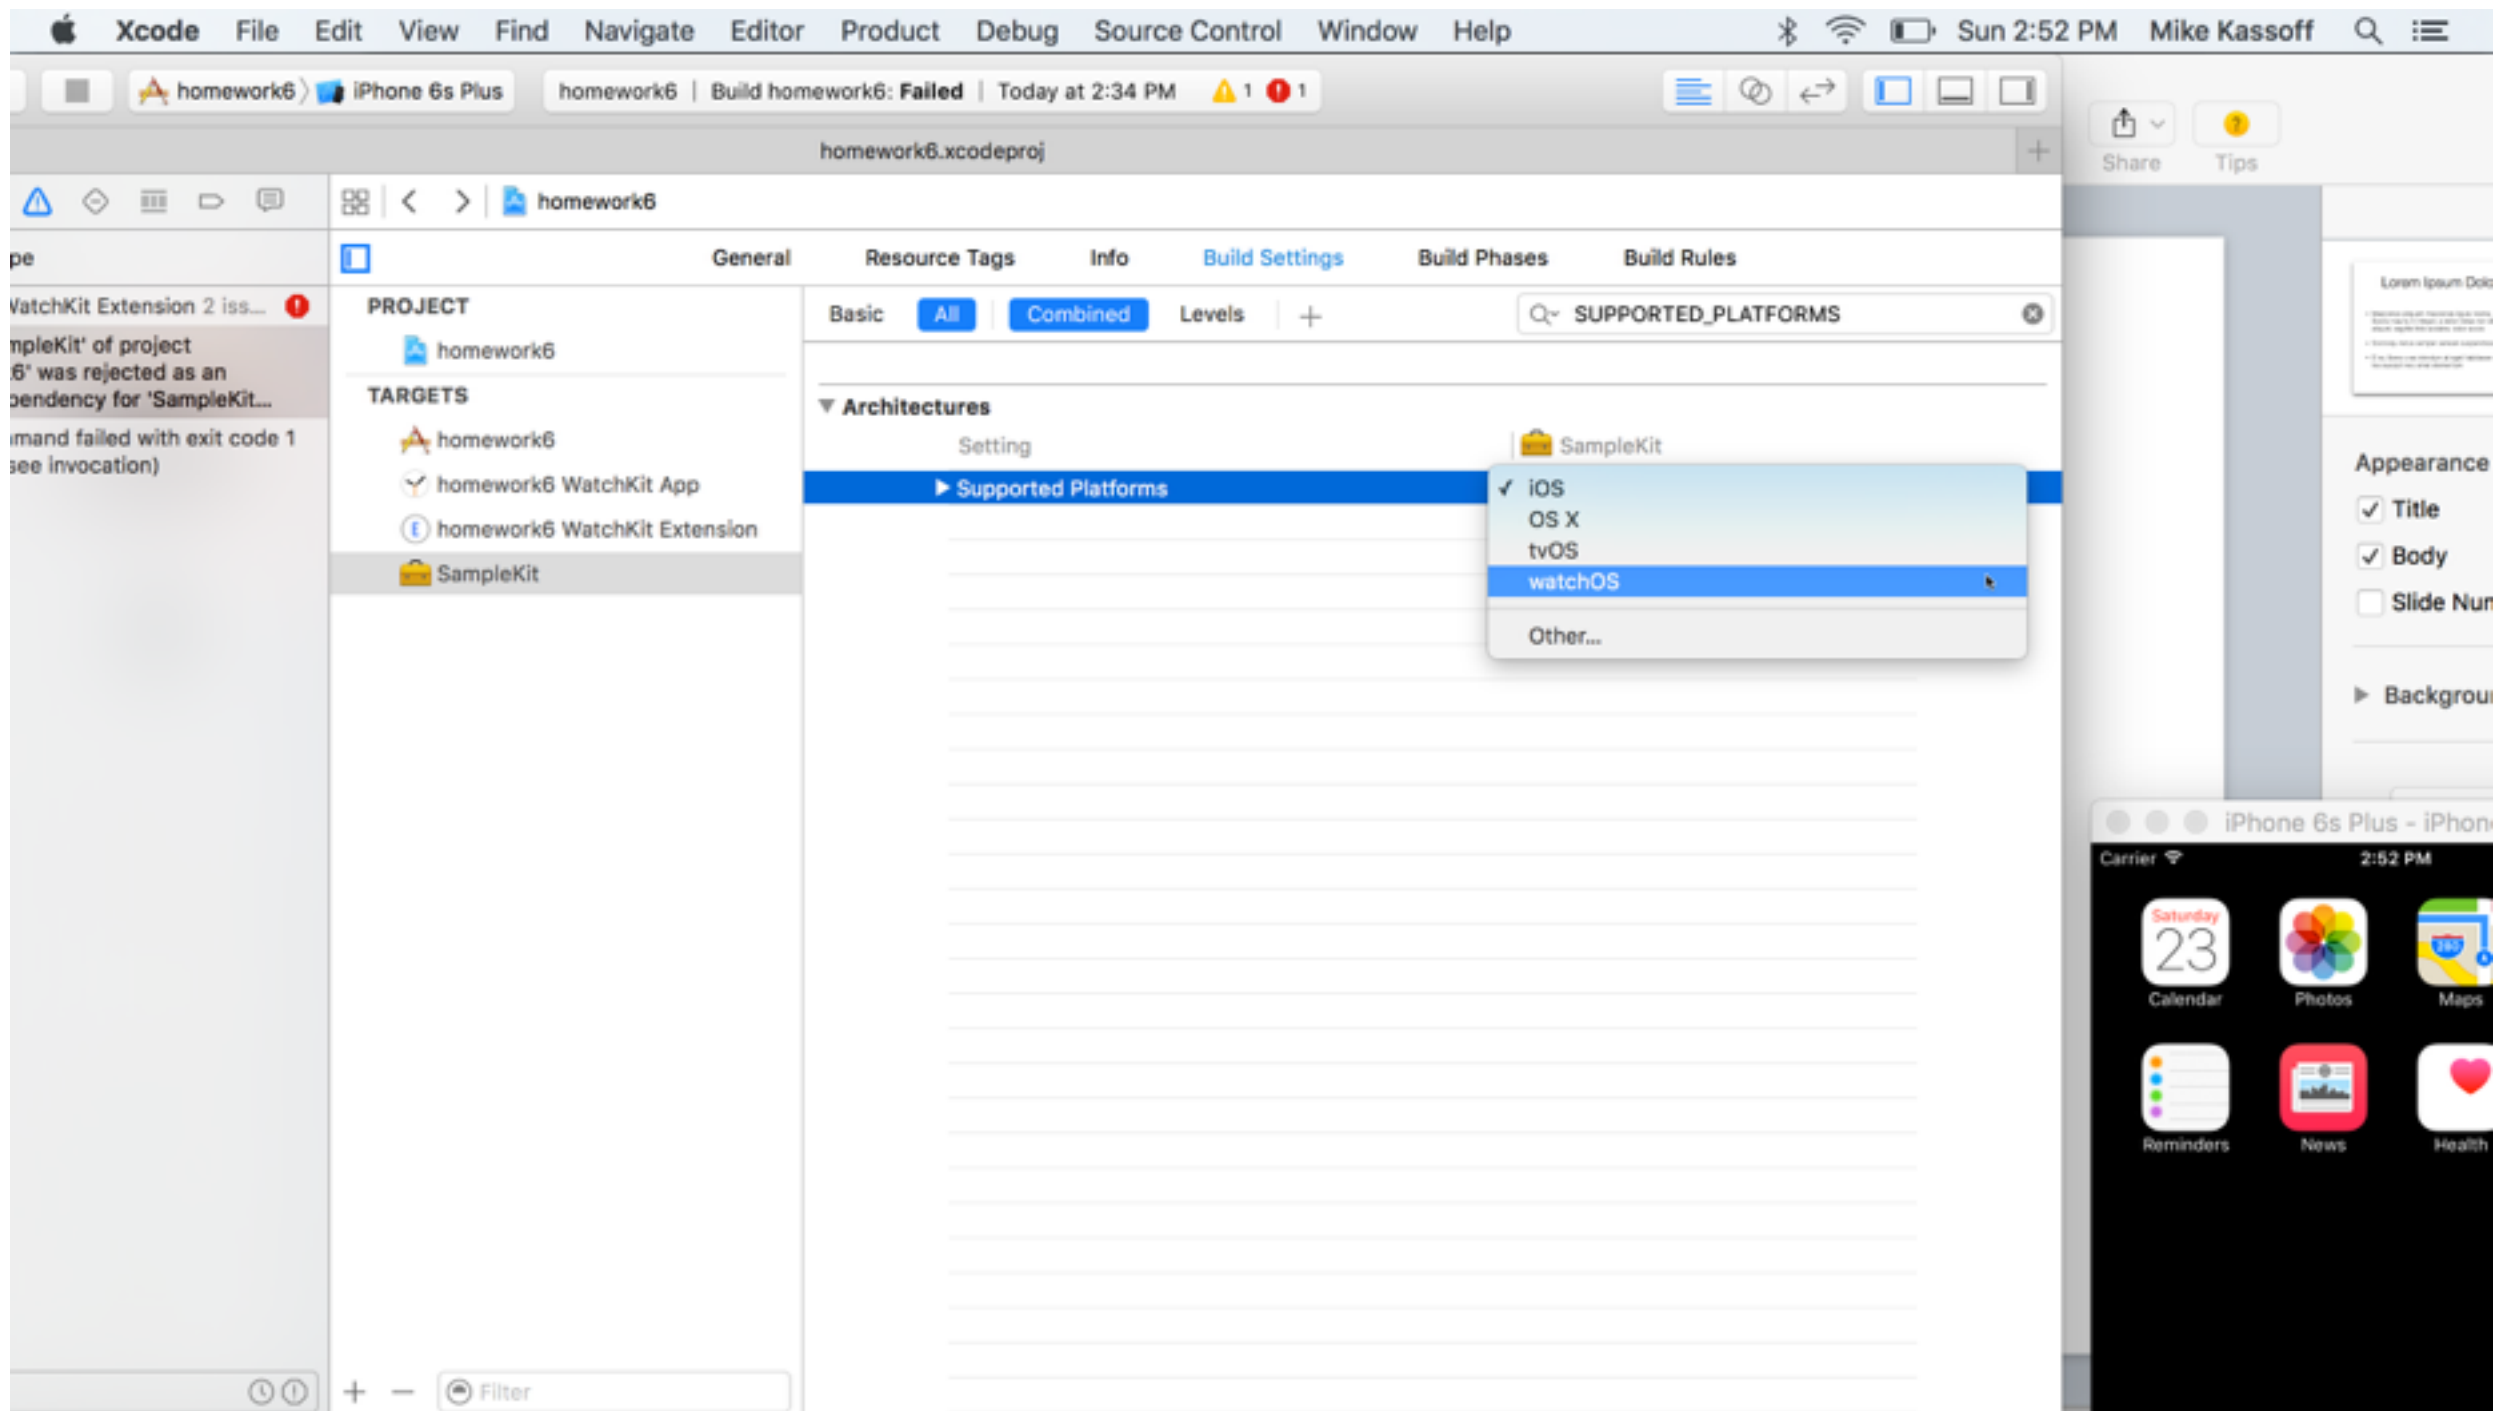 Xcode File Edit View Find Navigate Editor Product Debug Source Control Window Help Sun 2:52 PM Mike Kassoff
homework6 iPhone 6s Plus homework6 | Build homework6: Failed | Today at 2:34 PM 1 1
homework6.xcodeproj
Share Tips
homework6
pe
General Resource Tags Info Build Settings Build Phases Build Rules
WatchKit Extension 2 iss...
mpleKit' of project
6' was rejected as an
pendency for 'SampleKit...
mand failed with exit code 1
see invocation)
PROJECT
homework6
TARGETS
homework6
homework6 WatchKit App
homework6 WatchKit Extension
SampleKit
Filter
Basic All Combined Levels SUPPORTED_PLATFORMS
Architectures
Setting SampleKit
Supported Platforms
iOS
OS X
tvOS
watchOS
Other...
Lorem Ipsum Dolo
Appearance
Title
Body
Slide Num
Backgrou
iPhone 6s Plus - iPhon
Carrier 2:52 PM
Saturday
23
280
Calendar Photos Maps
Reminders News Health